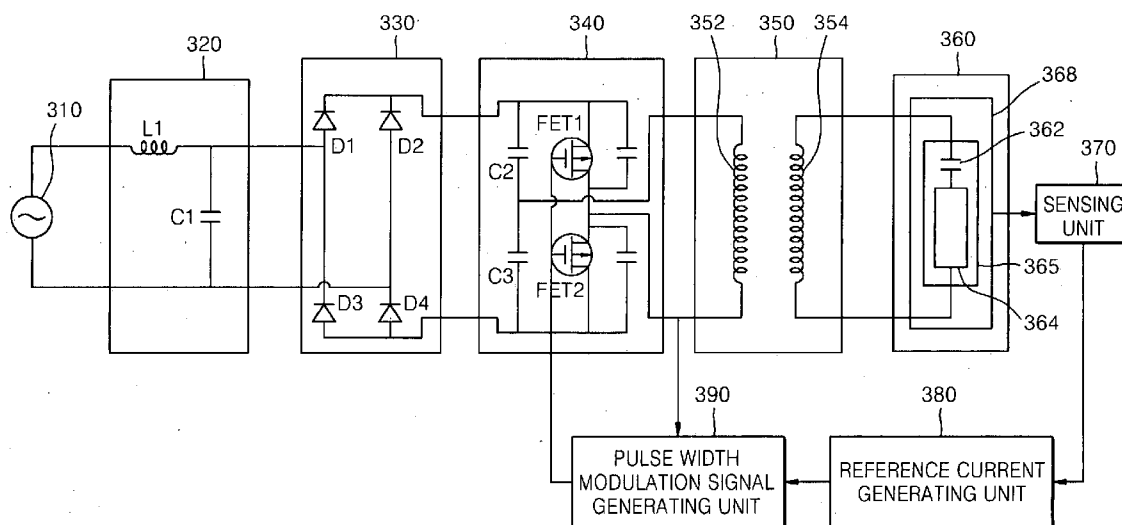 310
320
L1
C1
330
D1
D2
D3
D4
340
FET1
C2
C3
FET2
350
352
354
360
368
362
365
364
370
SENSING
UNIT
390
PULSE WIDTH
MODULATION SIGNAL
GENERATING UNIT
380
REFERENCE CURRENT
GENERATING UNIT